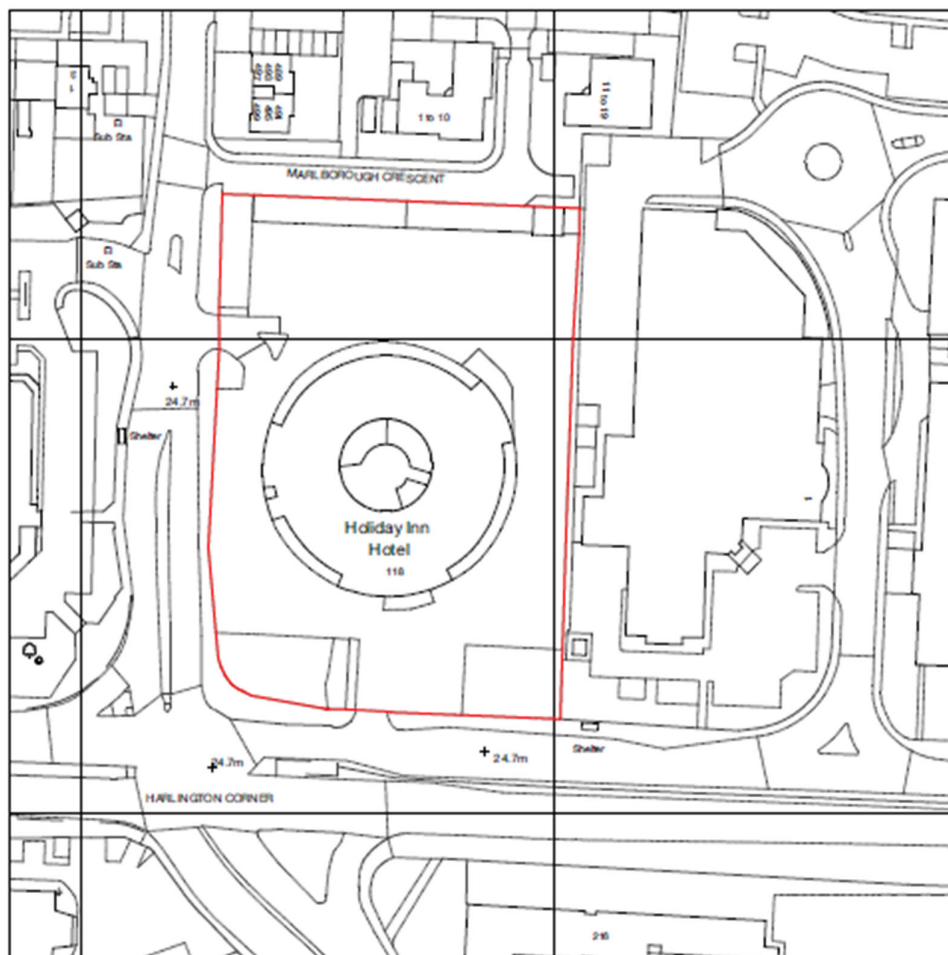 1 to 10
11 to 19
Sub Sta
MARLBOROUGH CRESCENT
Sub Sta
24.7m
Shelter
Holiday Inn
Hotel
118
1
Shelter
24.7m
24.7m
HARLINGTON CORNER
216